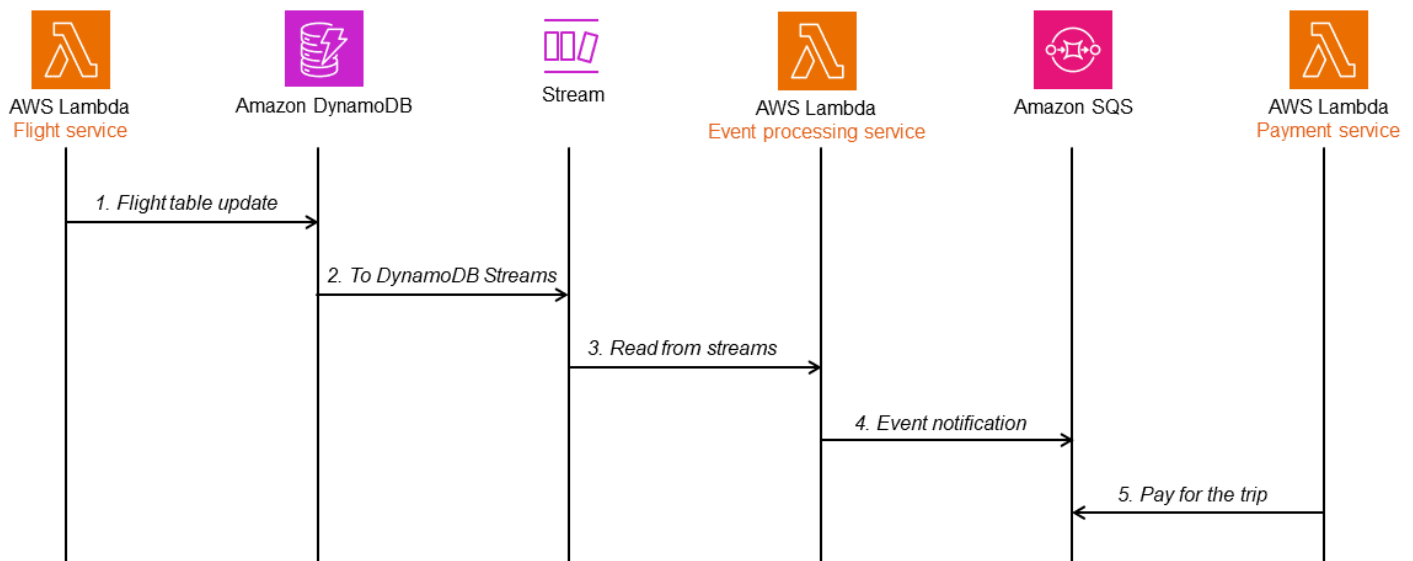 AWS Lambda
Flight service
Amazon DynamoDB
Stream
AWS Lambda
Event processing service
Amazon SQS
AWS Lambda
Payment service
1. Flight table update
2. To DynamoDB Streams
3. Read from streams
4. Event notification
5. Pay for the trip